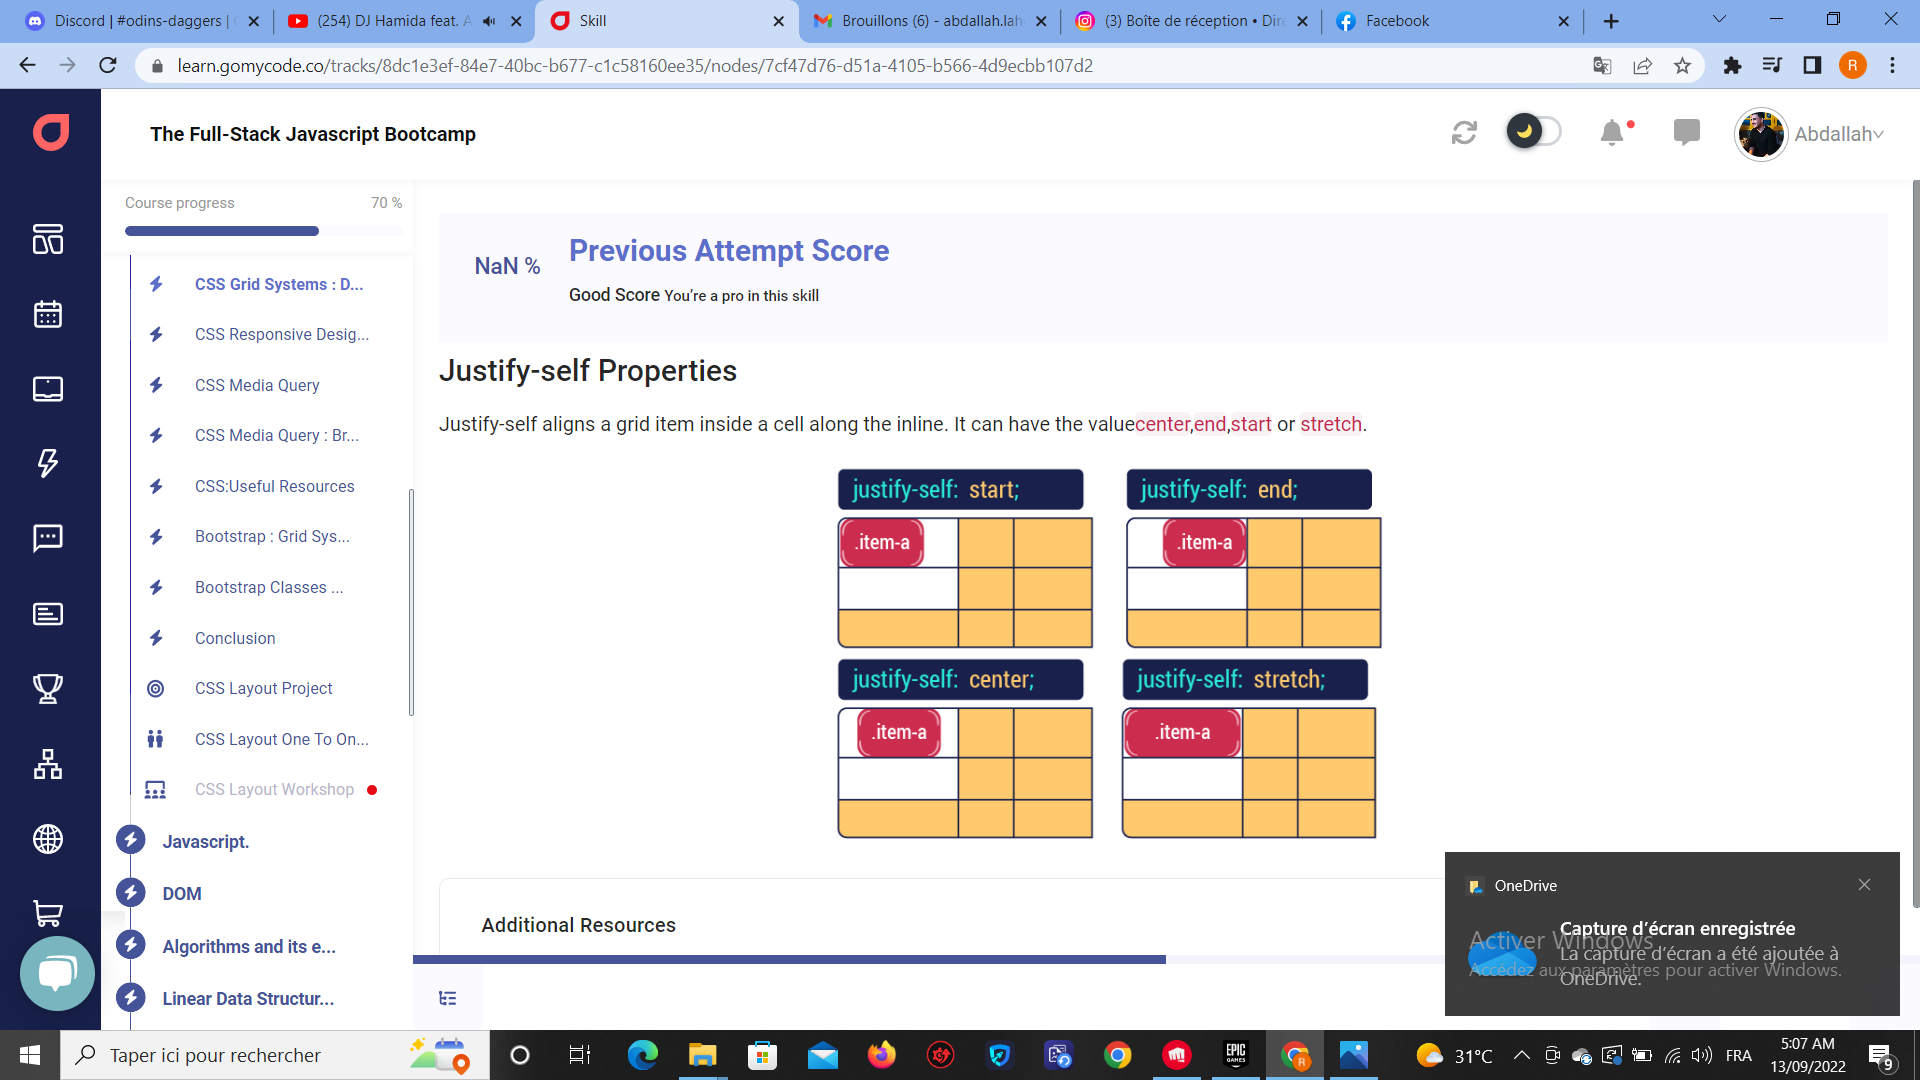 Discord | #odins-daggers |
(254) DJ Hamida feat. A
Skill
Brouillons (6) - abdallah.lah
(3) Boîte de réception • Dire
Facebook
learn.gomycode.co/tracks/8dc1e3ef-84e7-40bc-b677-c1c58160ee35/nodes/7cf47d76-d51a-4105-b566-4d9ecbb107d2
R
The Full-Stack Javascript Bootcamp
Abdallah
Course progress
70 %
CSS Grid Systems : D...
CSS Responsive Desig...
CSS Media Query
CSS Media Query : Br...
CSS:Useful Resources
Bootstrap : Grid Sys...
Bootstrap Classes ...
Conclusion
CSS Layout Project
CSS Layout One To On...
CSS Layout Workshop
Javascript.
DOM
Algorithms and its e...
Linear Data Structur...
NaN %
Previous Attempt Score
Good Score You're a pro in this skill
Justify-self Properties
Justify-self aligns a grid item inside a cell along the inline. It can have the valuecenter,end,start or stretch.
justify-self: start;
justify-self: end;
.item-a
.item-a
justify-self: center;
justify-self: stretch;
.item-a
.item-a
Additional Resources
OneDrive
Capture d'écran enregistrée
La capture d'écran a été ajoutée à
OneDrive.
Activer Windows
Accédez aux paramètres pour activer Windows.
Taper ici pour rechercher
EPIC
GAMES
R
31°C
FRA
5:07 AM
13/09/2022
9